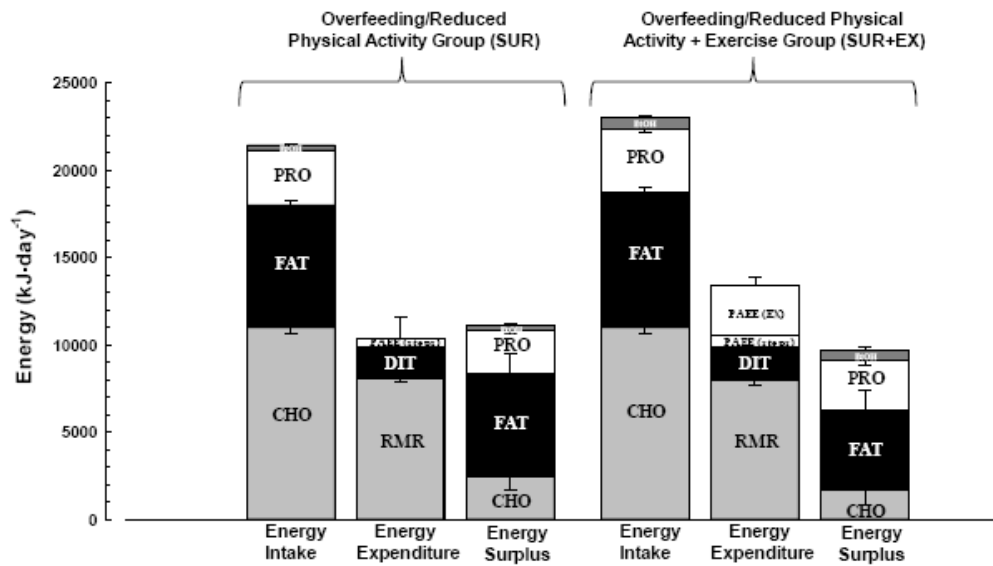 Overfeeding/Reduced
Physical Activity Group (SUR)
Overfeeding/Reduced Physical
Activity + Exercise Group (SUR+EX)
Energy (kJ·day-1)
25000
20000
15000
10000
5000
0
EtOH
PRO
FAT
CHO
PAEE (steps)
DIT
RMR
PRO
FAT
CHO
EtOH
PRO
FAT
CHO
PAEE (EX)
PAEE (steps)
DIT
RMR
EtOH
PRO
FAT
CHO
Energy
Intake
Energy
Expenditure
Energy
Surplus
Energy
Intake
Energy
Expenditure
Energy
Surplus